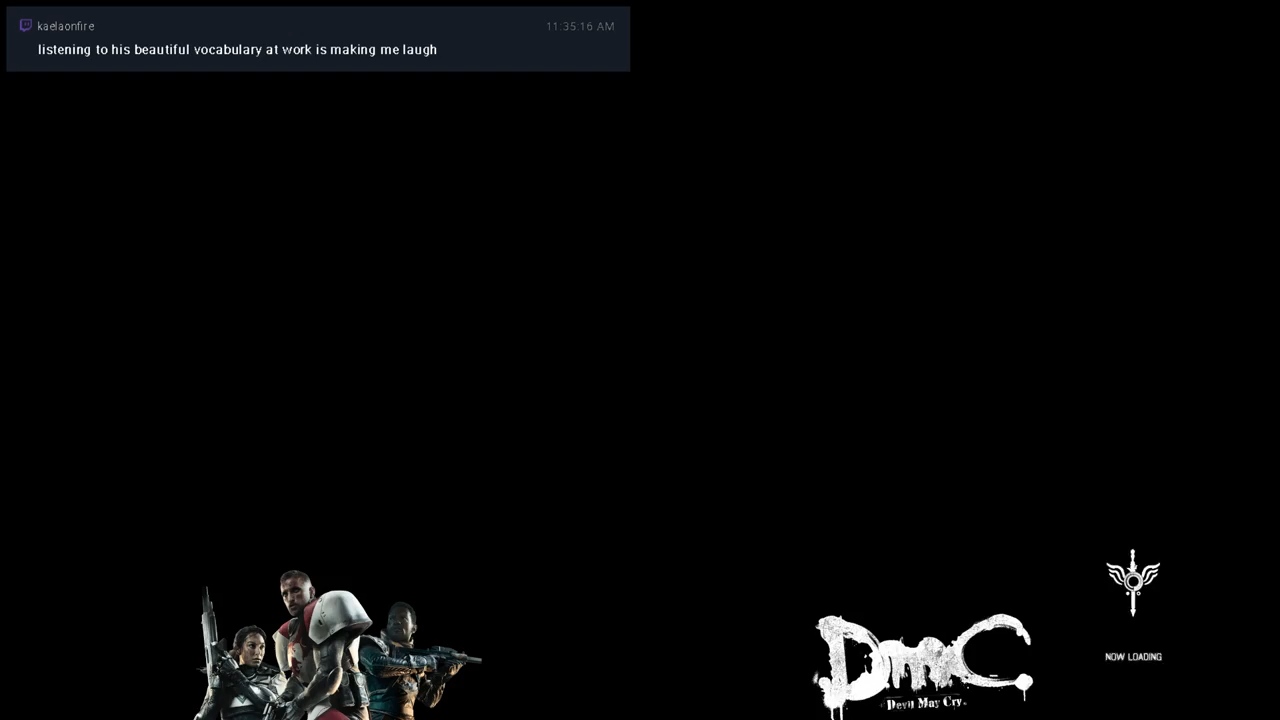 kaelaonfire
11:35:16 AM
listening to his beautiful vocabulary at work is making me laugh
DmC
Devil May Cry
NOW LOADING